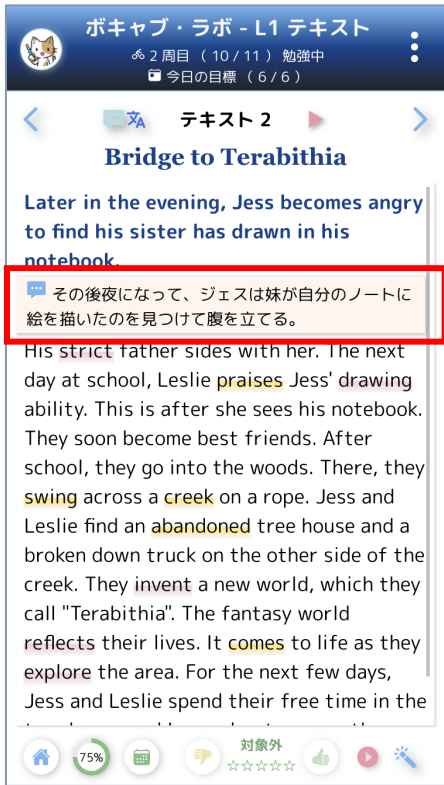 ボキャブ・ラボ - L1 テキスト
2 周目 （ 10 / 11 ） 勉強中
今日の目標 （ 6 / 6 ）
テキスト 2
Bridge to Terabithia
Later in the evening, Jess becomes angry
to find his sister has drawn in his
notebook.
その後夜になって、ジェスは妹が自分のノートに
絵を描いたのを見つけて腹を立てる。
His strict father sides with her. The next
day at school, Leslie praises Jess' drawing
ability. This is after she sees his notebook.
They soon become best friends. After
school, they go into the woods. There, they
swing across a creek on a rope. Jess and
Leslie find an abandoned tree house and a
broken down truck on the other side of the
creek. They invent a new world, which they
call "Terabithia". The fantasy world
reflects their lives. It comes to life as they
explore the area. For the next few days,
Jess and Leslie spend their free time in the
75%
対象外